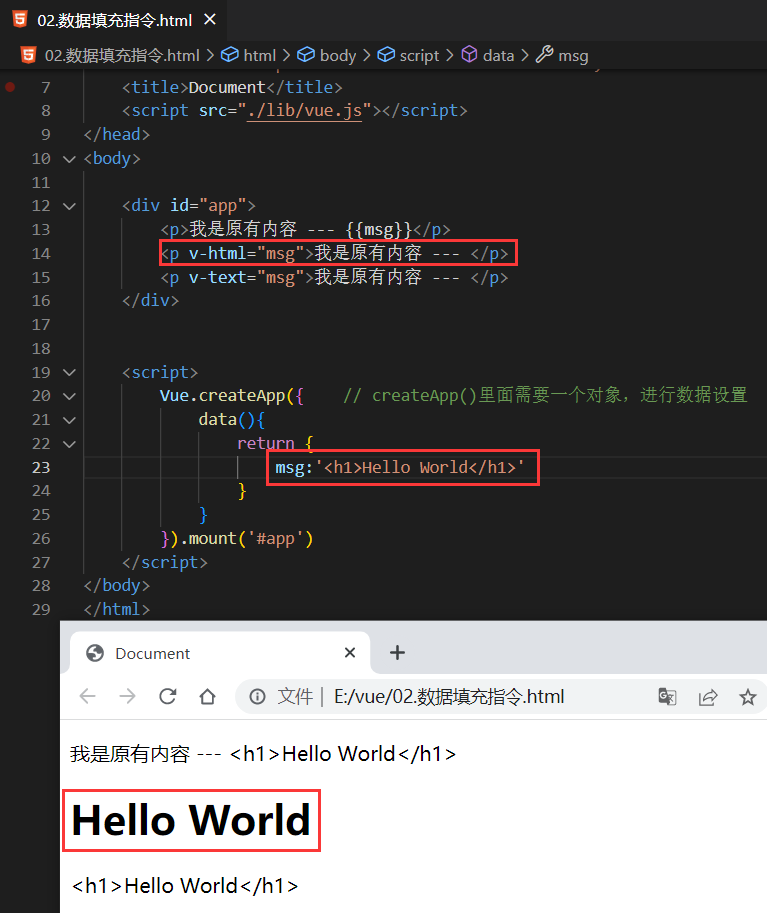 02.数据填充指令.html ×
02.数据填充指令.html > html > body > script > data > msg
7 <title>Document</title>
8 <script src="./lib/vue.js"></script>
9 </head>
10 <body>
11
12 <div id="app">
13 <p>我是原有内容 --- {{msg}}</p>
14 <p v-html="msg">我是原有内容 --- </p>
15 <p v-text="msg">我是原有内容 --- </p>
16 </div>
17
18
19 <script>
20 Vue.createApp({ // createApp()里面需要一个对象，进行数据设置
21 data(){
22 return {
23 msg:'<h1>Hello World</h1>'
24 }
25 }
26 }).mount('#app')
27 </script>
28 </body>
29 </html>
Document × +
文件 | E:/vue/02.数据填充指令.html
我是原有内容 --- <h1>Hello World</h1>
Hello World
<h1>Hello World</h1>